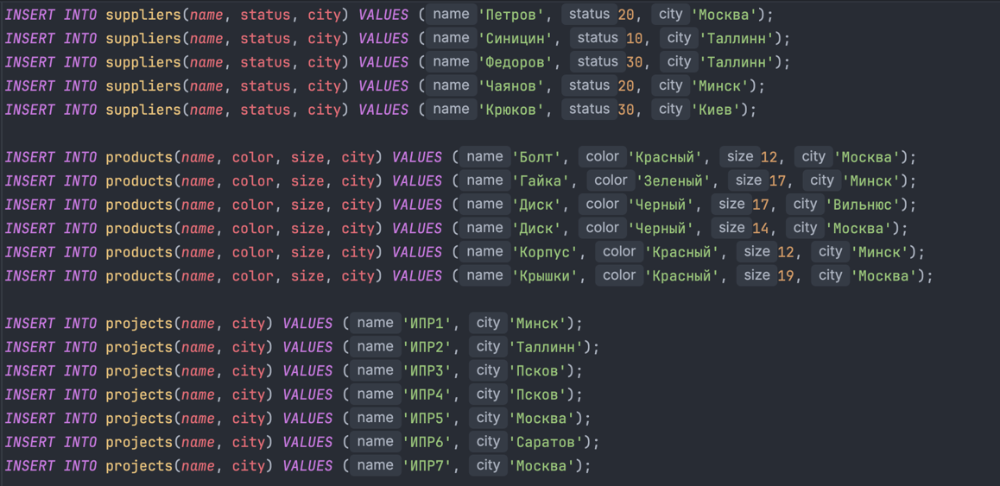 INSERT INTO suppliers(name, status, city) VALUES (name 'Петров', status 20, city 'Москва');
INSERT INTO suppliers(name, status, city) VALUES (name 'Синицин', status 10, city 'Таллинн');
INSERT INTO suppliers(name, status, city) VALUES (name 'Федоров', status 30, city 'Таллинн');
INSERT INTO suppliers(name, status, city) VALUES (name 'Чаянов', status 20, city 'Минск');
INSERT INTO suppliers(name, status, city) VALUES (name 'Крюков', status 30, city 'Киев');
INSERT INTO products(name, color, size, city) VALUES (name 'Болт', color 'Красный', size 12, city 'Москва');
INSERT INTO products(name, color, size, city) VALUES (name 'Гайка', color 'Зеленый', size 17, city 'Минск');
INSERT INTO products(name, color, size, city) VALUES (name 'Диск', color 'Черный', size 17, city 'Вильнюс');
INSERT INTO products(name, color, size, city) VALUES (name 'Диск', color 'Черный', size 14, city 'Москва');
INSERT INTO products(name, color, size, city) VALUES (name 'Корпус', color 'Красный', size 12, city 'Минск');
INSERT INTO products(name, color, size, city) VALUES (name 'Крышки', color 'Красный', size 19, city 'Москва');
INSERT INTO projects(name, city) VALUES (name 'ИПР1', city 'Минск');
INSERT INTO projects(name, city) VALUES (name 'ИПР2', city 'Таллинн');
INSERT INTO projects(name, city) VALUES (name 'ИПР3', city 'Псков');
INSERT INTO projects(name, city) VALUES (name 'ИПР4', city 'Псков');
INSERT INTO projects(name, city) VALUES (name 'ИПР5', city 'Москва');
INSERT INTO projects(name, city) VALUES (name 'ИПР6', city 'Саратов');
INSERT INTO projects(name, city) VALUES (name 'ИПР7', city 'Москва');